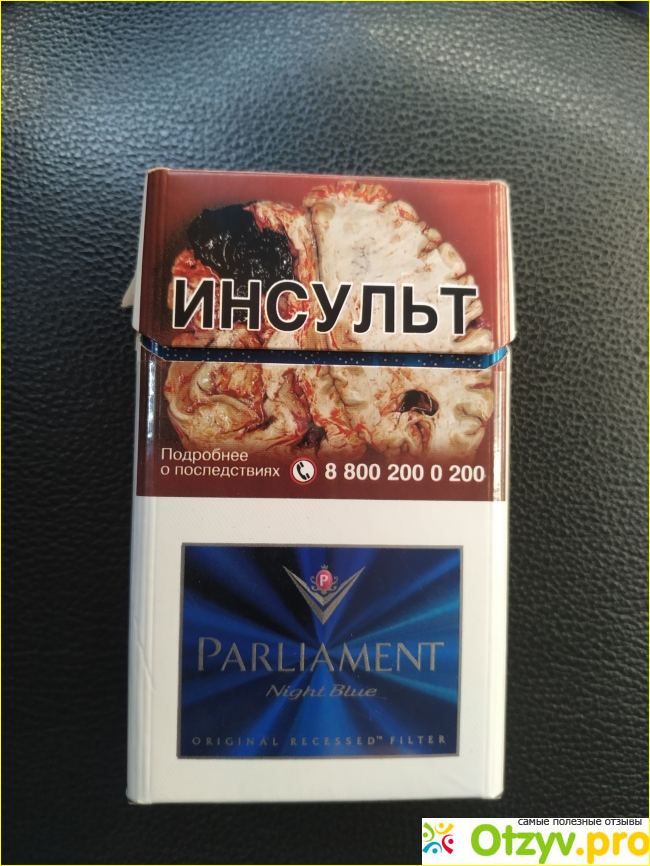 ИНСУЛЬТ
Подробнее
о последствиях 8 800 200 0 200
P
PARLIAMENT
Night Blue
ORIGINAL RECESSED™ FILTER
самые полезные отзывы
Otzyv.pro